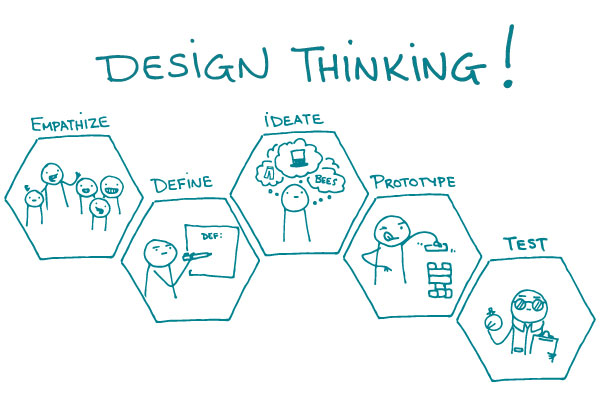 DESIGN THINKING!
EMPATHIZE
DEFINE
DEF:
iDEATE
BEES
PROTOTYPE
TEST